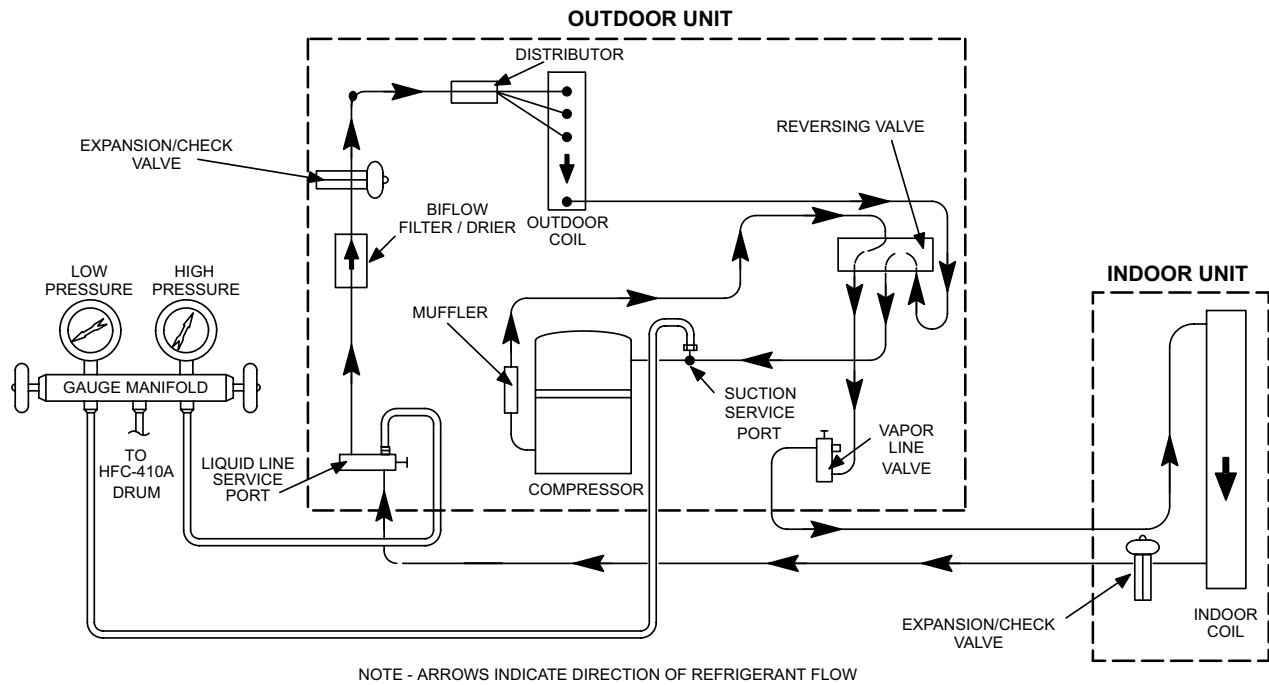 OUTDOOR UNIT
DISTRIBUTOR
EXPANSION/CHECK
VALVE
REVERSING VALVE
BIFLOW
FILTER / DRIER
OUTDOOR
COIL
LOW
PRESSURE
HIGH
PRESSURE
INDOOR UNIT
MUFFLER
GAUGE MANIFOLD
SUCTION
SERVICE
PORT
VAPOR
LINE
VALVE
TO
HFC-410A
DRUM
LIQUID LINE
SERVICE
PORT
COMPRESSOR
EXPANSION/CHECK
VALVE
INDOOR
COIL
NOTE - ARROWS INDICATE DIRECTION OF REFRIGERANT FLOW